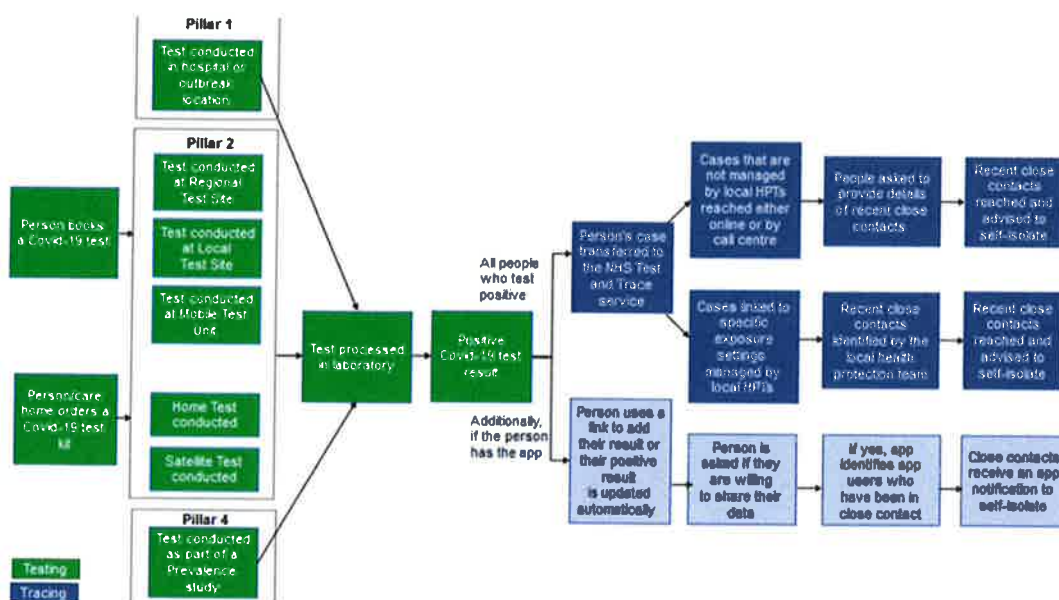 Pillar 1
Test conducted
in hospital or
outbreak
location
Pillar 2
Test conducted
at Regional
Test Site
Person books
a Covid-19 test
Test conducted
at Local
Test Site
Test conducted
at Mobile Test
Unit
Person/care
home orders a
Covid-19 test
kit
Home Test
conducted
Satellite Test
conducted
Pillar 4
Test conducted
as part of a
Prevalence
study
Test processed
in laboratory
Positive
Covid-19 test
result
All people
who test
positive
Additionally,
if the person
has the app
Person's case
transferred to
the NHS Test
and Trace
service
Cases that are
not managed
by local HPTs
reached either
online or by
call centre
People asked to
provide details
of recent close
contacts
Recent close
contacts
reached and
advised to
self-isolate
Cases linked to
specific
exposure
settings
managed by
local HPTs
Recent close
contacts
identified by the
local health
protection team
Recent close
contacts
reached and
advised to
self-isolate
Person uses a
link to add
their result or
their positive
result
is updated
automatically
Person is
asked if they
are willing
to share their
data
If yes, app
identifies app
users who
have been in
close contact
Close contacts
receive an app
notification to
self-isolate
Testing
Tracing